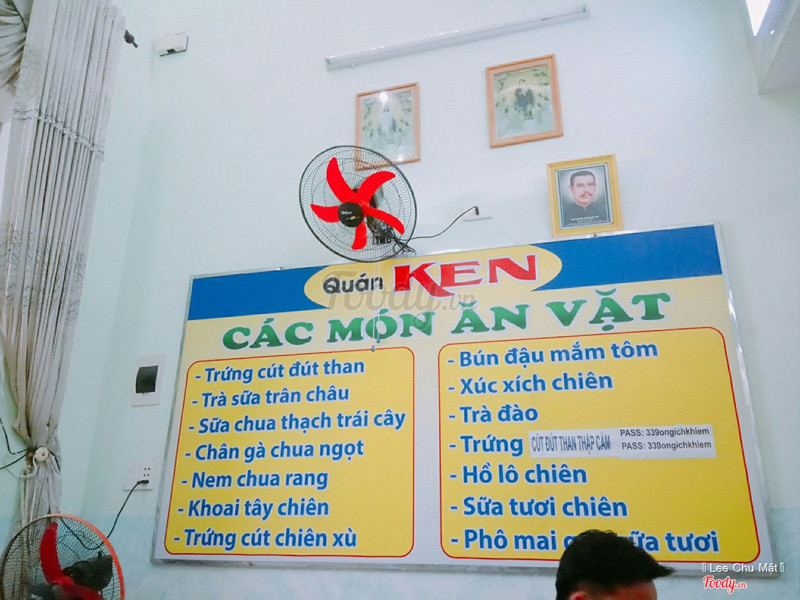 Quán KEN
CÁC MÓN ĂN VẶT
- Trứng cút đút than
- Trà sữa trân châu
- Sữa chua thạch trái cây
- Chân gà chua ngọt
- Nem chua rang
- Khoai tây chiên
- Trứng cút chiên xù
- Bún đậu mắm tôm
- Xúc xích chiên
- Trà đào
- Trứng CÚT ĐÚT THAN THẬP CẨM
PASS: 339ongichkhiem
PASS: 339ongichkhiem
- Hồ lô chiên
- Sữa tươi chiên
- Phô mai sữa tươi
Foody.vn
Lee Chu Mật
Foody.vn